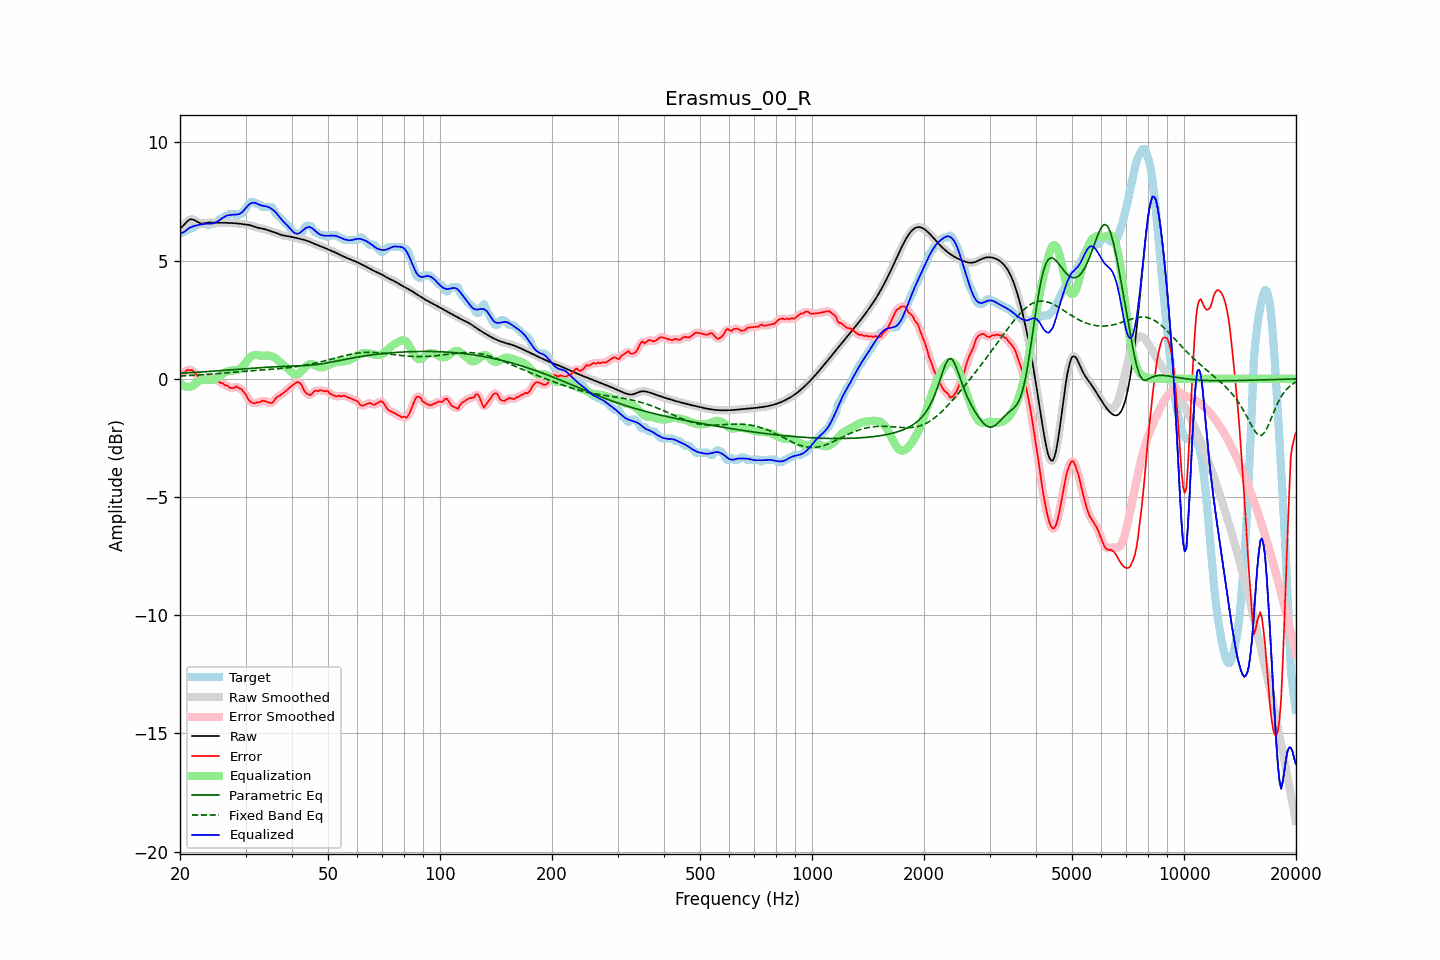 Erasmus_00_R
Amplitude (dBr)
10
5
0
−5
−10
−15
−20
Target
Raw Smoothed
Error Smoothed
Raw
Error
Equalization
Parametric Eq
Fixed Band Eq
Equalized
20 50 100 200 500 1000 2000 5000 10000 20000
Frequency (Hz)